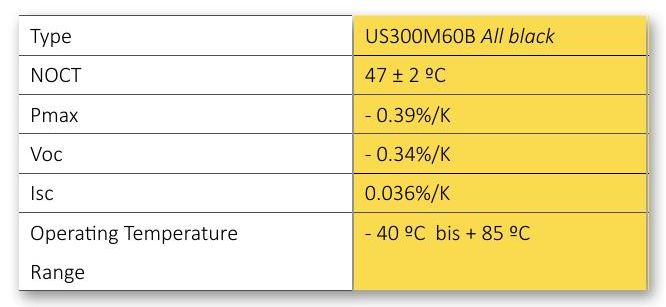 Type US300M60B All black
NOCT 47 ± 2 ºC
Pmax - 0.39%/K
Voc - 0.34%/K
Isc 0.036%/K
Operating Temperature - 40 ºC bis + 85 ºC
Range